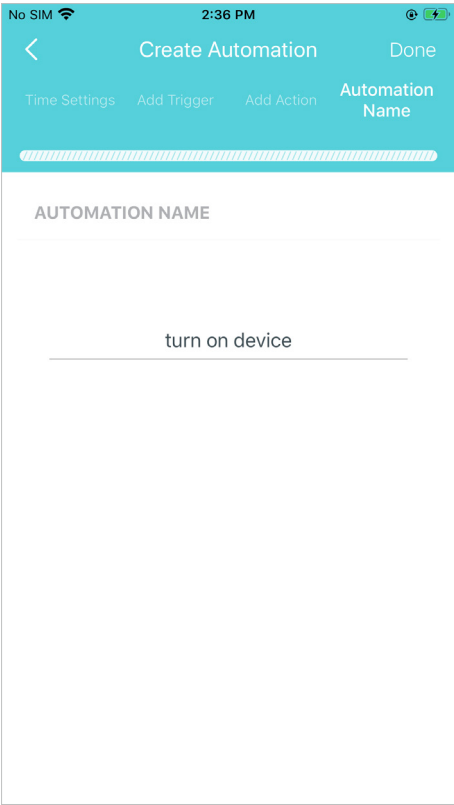 No SIM 2:36 PM
Create Automation Done
Time Settings Add Trigger Add Action Automation
Name
AUTOMATION NAME
turn on device